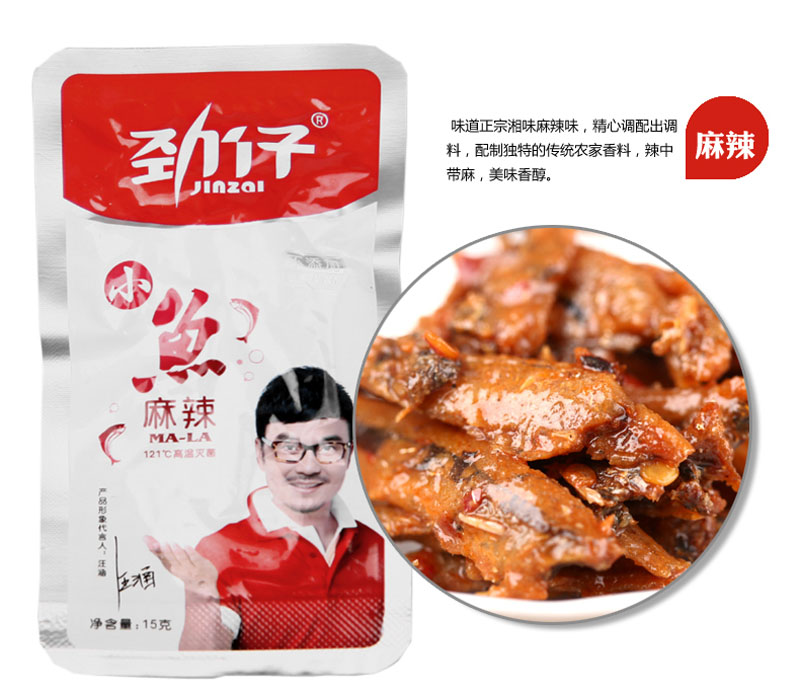 劲仔®
JINZAI
小
魚
麻辣
MA-LA
121℃高温灭菌
产品形象代言人：汪涵
汪涵
净含量：15克
味道正宗湘味麻辣味，精心调配出调
料，配制独特的传统农家香料，辣中
带麻，美味香醇。
麻辣